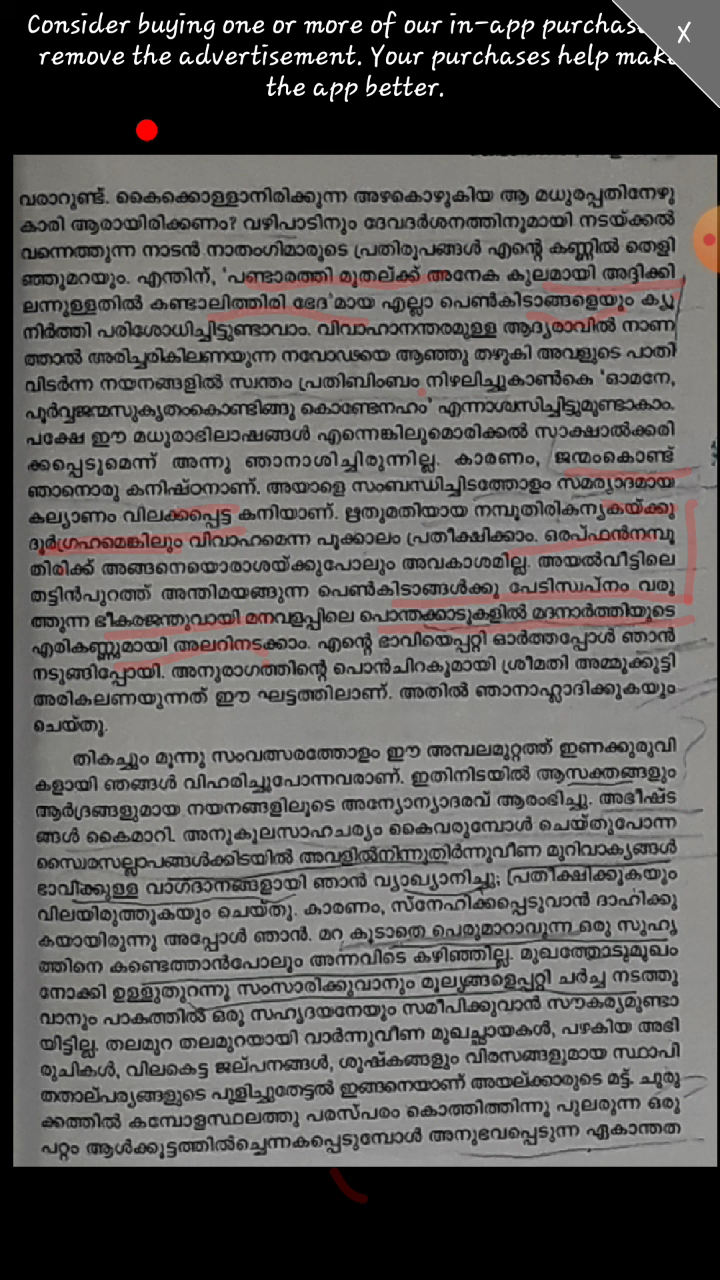 Consider buying one or more of our in-app purchas
remove the advertisement. Your purchases help make
the app better.
X
വരാറുണ്ട്. കൈക്കൊള്ളാനിരിക്കുന്ന അഴകൊഴുകിയ ആ മധുരപ്പതിനേഴു
കാരി ആരായിരിക്കണം? വഴിപാടിനും ദേവദർശനത്തിനുമായി നടയ്ക്കൽ
വന്നെത്തുന്ന നാടൻ നാതംഗിമാരുടെ പ്രതിരൂപങ്ങൾ എന്റെ കണ്ണിൽ തെളി
ഞ്ഞുമറയും. എന്തിന്, 'പണ്ടാരത്തി മുതല്ക്ക് അനേക കുലമായി അദ്ദിക്കി
ലന്നുള്ളതിൽ കണ്ടാലിത്തിരി ഭേദ'മായ എല്ലാ പെൺകിടാങ്ങളെയും ക്യൂ
നിർത്തി പരിശോധിച്ചിട്ടുണ്ടാവാം. വിവാഹാനന്തരമുള്ള ആദ്യരാവിൽ നാണ
ത്താൽ അരിച്ചരികിലണയുന്ന നവോഢയെ ആഞ്ഞു തഴുകി അവളുടെ പാതി
വിടർന്ന നയനങ്ങളിൽ സ്വന്തം പ്രതിബിംബം നിഴലിച്ചുകാൺകെ 'ഓമനേ,
പൂർവ്വജന്മസുകൃതംകൊണ്ടിങ്ങു കൊണ്ടേനഹം' എന്നാശ്വസിച്ചിട്ടുമുണ്ടാകാം.
പക്ഷേ ഈ മധുരാഭിലാഷങ്ങൾ എന്നെങ്കിലുമൊരിക്കൽ സാക്ഷാൽക്കരി
ക്കപ്പെടുമെന്ന് അന്നു ഞാനാശിച്ചിരുന്നില്ല. കാരണം, ജന്മംകൊണ്ട്
ഞാനൊരു കനിഷ്ഠനാണ്. അയാളെ സംബന്ധിച്ചിടത്തോളം സമര്യാദമായ
കല്യാണം വിലക്കപ്പെട്ട കനിയാണ്. ഋതുമതിയായ നമ്പൂതിരികന്യകയ്ക്കു
ദുർഗ്രഹമെങ്കിലും വിവാഹമെന്ന പൂക്കാലം പ്രതീക്ഷിക്കാം. ഒരപ്ഫൻനമ്പൂ
തിരിക്ക് അങ്ങനെയൊരാശയ്ക്കുപോലും അവകാശമില്ല. അയൽവീട്ടിലെ
തട്ടിൻപുറത്ത് അന്തിമയങ്ങുന്ന പെൺകിടാങ്ങൾക്കു പേടിസ്വപ്നം വരു
ത്തുന്ന ഭീകരജന്തുവായി മനവളപ്പിലെ പൊന്തക്കാടുകളിൽ മദനാർത്തിയുടെ
എരികണ്ണുമായി അലറിനടക്കാം. എന്റെ ഭാവിയെപ്പറ്റി ഓർത്തപ്പോൾ ഞാൻ
നടുങ്ങിപ്പോയി. അനുരാഗത്തിന്റെ പൊൻചിറകുമായി ശ്രീമതി അമ്മുക്കുട്ടി
അരികലണയുന്നത് ഈ ഘട്ടത്തിലാണ്. അതിൽ ഞാനാഹ്ലാദിക്കുകയും
ചെയ്തു.
തികച്ചും മൂന്നു സംവത്സരത്തോളം ഈ അമ്പലമുറ്റത്ത് ഇണക്കുരുവി
കളായി ഞങ്ങൾ വിഹരിച്ചുപോന്നവരാണ്. ഇതിനിടയിൽ ആസക്തങ്ങളും
ആർദ്രങ്ങളുമായ നയനങ്ങളിലൂടെ അന്യോന്യാദരവ് ആരംഭിച്ചു. അഭീഷ്ട
ങ്ങൾ കൈമാറി. അനുകൂലസാഹചര്യം കൈവരുമ്പോൾ ചെയ്തുപോന്ന
സ്വൈരസല്ലാപങ്ങൾക്കിടയിൽ അവളിൽനിന്നുതിർന്നുവീണ മുറിവാക്യങ്ങൾ
ഭാവിക്കുള്ള വാഗ്ദാനങ്ങളായി ഞാൻ വ്യാഖ്യാനിച്ചു; പ്രതീക്ഷിക്കുകയും
വിലയിരുത്തുകയും ചെയ്തു. കാരണം, സ്നേഹിക്കപ്പെടുവാൻ ദാഹിക്കു
കയായിരുന്നു അപ്പോൾ ഞാൻ. മറ കൂടാതെ പെരുമാറാവുന്ന ഒരു സുഹൃ
ത്തിനെ കണ്ടെത്താൻപോലും അന്നവിടെ കഴിഞ്ഞില്ല. മുഖത്തോടുമുഖം
നോക്കി ഉള്ളുതുറന്നു സംസാരിക്കുവാനും മൂല്യങ്ങളെപ്പറ്റി ചർച്ച നടത്തു
വാനും പാകത്തിൽ ഒരു സഹൃദയനേയും സമീപിക്കുവാൻ സൗകര്യമുണ്ടാ
യിട്ടില്ല. തലമുറ തലമുറയായി വാർന്നുവീണ മുഖച്ഛായകൾ, പഴകിയ അഭി
രുചികൾ, വിലകെട്ട ജല്പനങ്ങൾ, ശുഷ്കങ്ങളും വിരസങ്ങളുമായ സ്ഥാപി
തതാല്പര്യങ്ങളുടെ പുളിച്ചുതേട്ടൽ ഇങ്ങനെയാണ് അയല്ക്കാരുടെ മട്ട്. ചുരു
ക്കത്തിൽ കമ്പോളസ്ഥലത്തു പരസ്പരം കൊത്തിത്തിന്നു പുലരുന്ന ഒരു
പറ്റം ആൾക്കൂട്ടത്തിൽച്ചെന്നകപ്പെടുമ്പോൾ അനുഭവപ്പെടുന്ന ഏകാന്തത